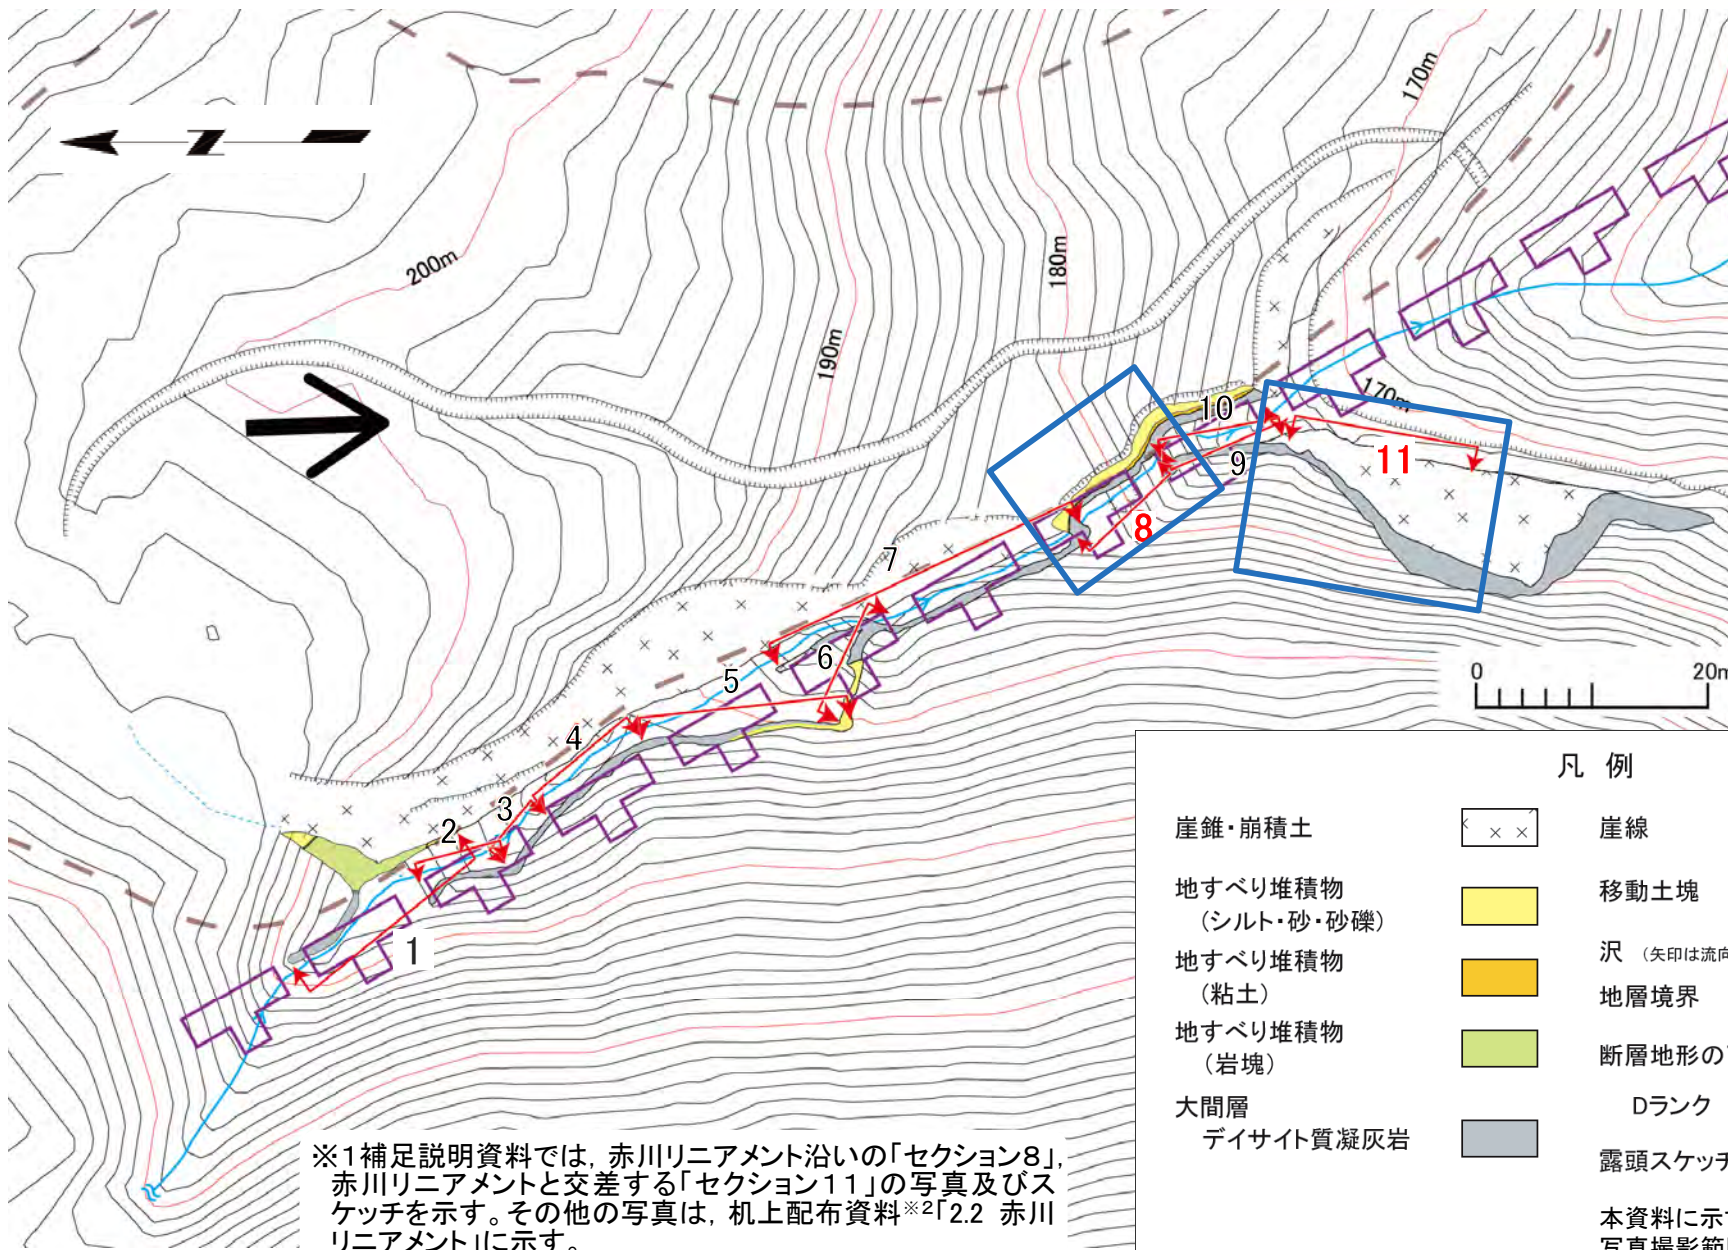 170m
200m
180m
190m
170m
10
9
11
8
7
6
5
4
3
2
1
0
20m
凡 例
崖錐・崩積土
崖線
地すべり堆積物
（シルト・砂・砂礫）
移動土塊
地すべり堆積物
（粘土）
沢 （矢印は流向
地層境界
地すべり堆積物
（岩塊）
断層地形の
大間層
デイサイト質凝灰岩
Dランク
露頭スケッチ
本資料に示す
写真撮影範
※1補足説明資料では, 赤川リニアメント沿いの「セクション8」,
赤川リニアメントと交差する「セクション11」の写真及びス
ケッチを示す。その他の写真は, 机上配布資料※2「2.2 赤川
リニアメント」に示す。